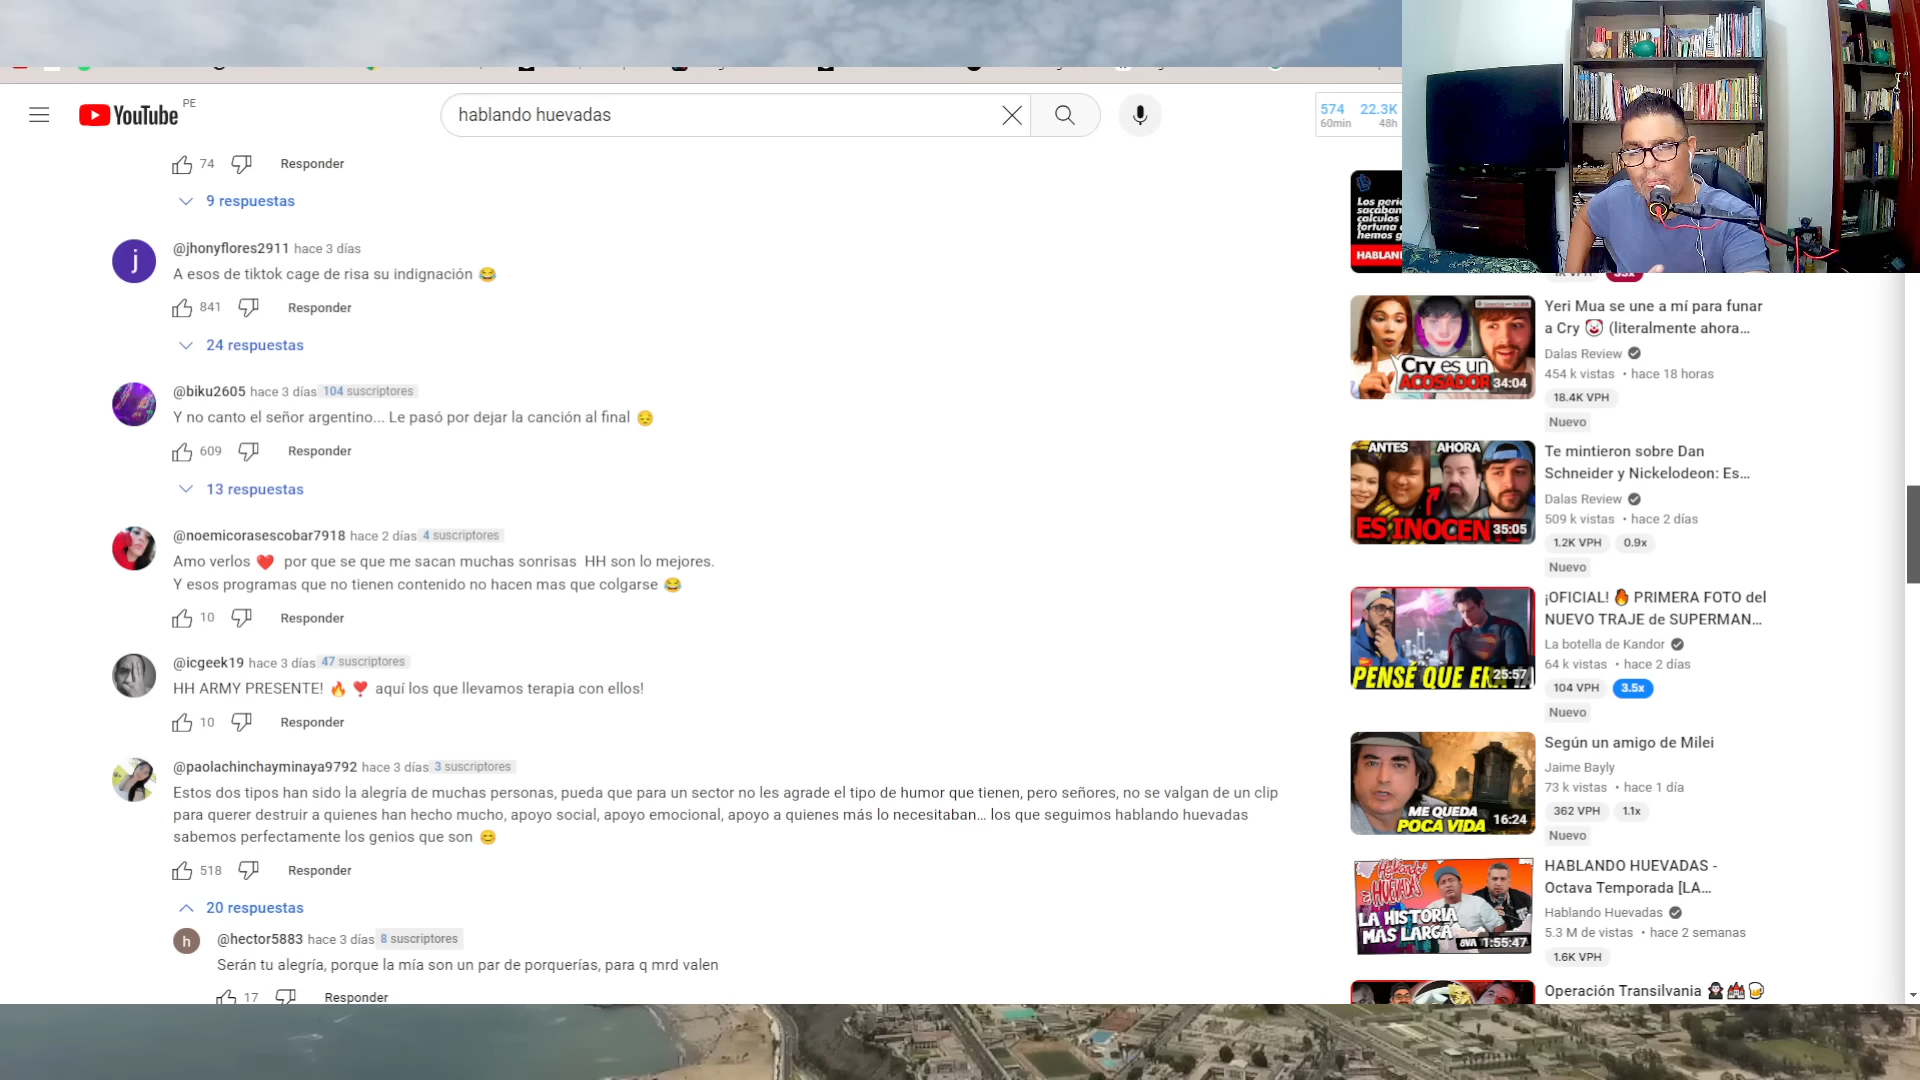 YouTube
PE
hablando huevadas
574 22.3K
60min 48h
74 Responder
9 respuestas
@jhonyflores2911 hace 3 días
A esos de tiktok cage de risa su indignación 😂
841 Responder
24 respuestas
@biku2605 hace 3 días 104 suscriptores
Y no canto el señor argentino... Le pasó por dejar la canción al final 😔
609 Responder
13 respuestas
@noemicorasescobar7918 hace 2 días 4 suscriptores
Amo verlos ❤️ por que se que me sacan muchas sonrisas HH son lo mejores.
Y esos programas que no tienen contenido no hacen mas que colgarse 😂
10 Responder
@icgeek19 hace 3 días 47 suscriptores
HH ARMY PRESENTE! 🔥 ❣️ aquí los que llevamos terapia con ellos!
10 Responder
@paolachinchayminaya9792 hace 3 días 3 suscriptores
Estos dos tipos han sido la alegría de muchas personas, pueda que para un sector no les agrade el tipo de humor que tienen, pero señores, no se valgan de un clip
para querer destruir a quienes han hecho mucho, apoyo social, apoyo emocional, apoyo a quienes más lo necesitaban… los que seguimos hablando huevadas
sabemos perfectamente los genios que son 😊
518 Responder
20 respuestas
h
@hector5883 hace 3 días 8 suscriptores
Serán tu alegría, porque la mía son un par de porquerías, para q mrd valen
17 Responder
j
Los
sacaban
fortuna
hemos
Cry es un
ACOSADOR
34:04
Yeri Mua se une a mí para funar
a Cry 🤡 (literalmente ahora...
Dalas Review
454 k vistas • hace 18 horas
18.4K VPH
Nuevo
ANTES AHORA
ES INOCEN
35:05
Te mintieron sobre Dan
Schneider y Nickelodeon: Es...
Dalas Review
509 k vistas • hace 2 días
1.2K VPH 0.9x
Nuevo
PENSÉ QUE
25:57
¡OFICIAL! 🔥 PRIMERA FOTO del
NUEVO TRAJE de SUPERMAN...
La botella de Kandor
64 k vistas • hace 2 días
104 VPH 3.5x
Nuevo
ME QUEDA
POCA VIDA
16:24
Según un amigo de Milei
Jaime Bayly
73 k vistas • hace 1 día
362 VPH 1.1x
Nuevo
Hablando
HUEVADAS
LA HISTORIA
MÁS LARGA
8VA 1:55:47
HABLANDO HUEVADAS -
Octava Temporada [LA...
Hablando Huevadas
5.3 M de vistas • hace 2 semanas
1.6K VPH
Operación Transilvania 🧛🏰🍺